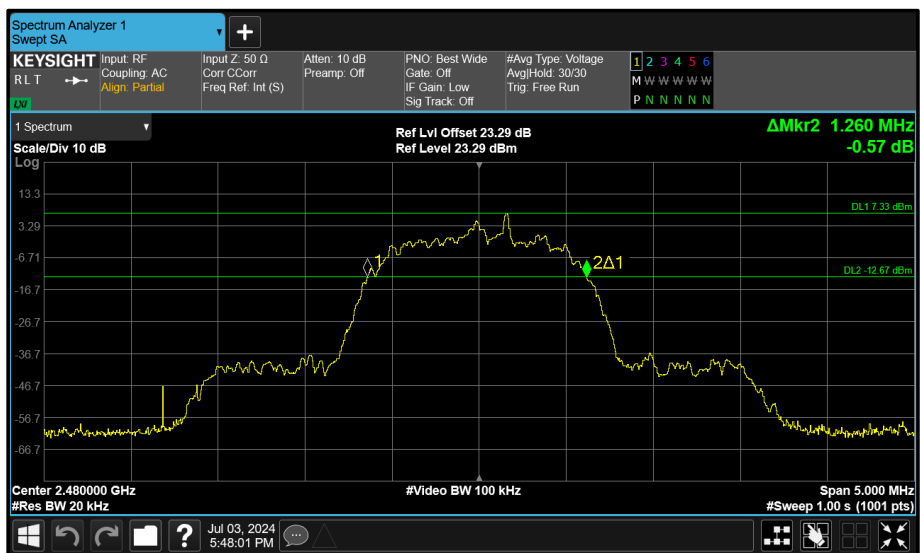 Spectrum Analyzer 1
Swept SA
+
KEYSIGHT
R L T
LXI
Input: RF
Coupling: AC
Align: Partial
Input Z: 50 Ω
Corr CCorr
Freq Ref: Int (S)
Atten: 10 dB
Preamp: Off
PNO: Best Wide
Gate: Off
IF Gain: Low
Sig Track: Off
#Avg Type: Voltage
Avg|Hold: 30/30
Trig: Free Run
1 2 3 4 5 6
M W W W W W
P N N N N N
1 Spectrum
Scale/Div 10 dB
Ref Lvl Offset 23.29 dB
Ref Level 23.29 dBm
ΔMkr2 1.260 MHz
-0.57 dB
Log
13.3
DL1 7.33 dBm
3.29
-6.71
1
2Δ1
DL2 -12.67 dBm
-16.7
-26.7
-36.7
-46.7
-56.7
-66.7
Center 2.480000 GHz
#Video BW 100 kHz
Span 5.000 MHz
#Res BW 20 kHz
#Sweep 1.00 s (1001 pts)
?
Jul 03, 2024
5:48:01 PM